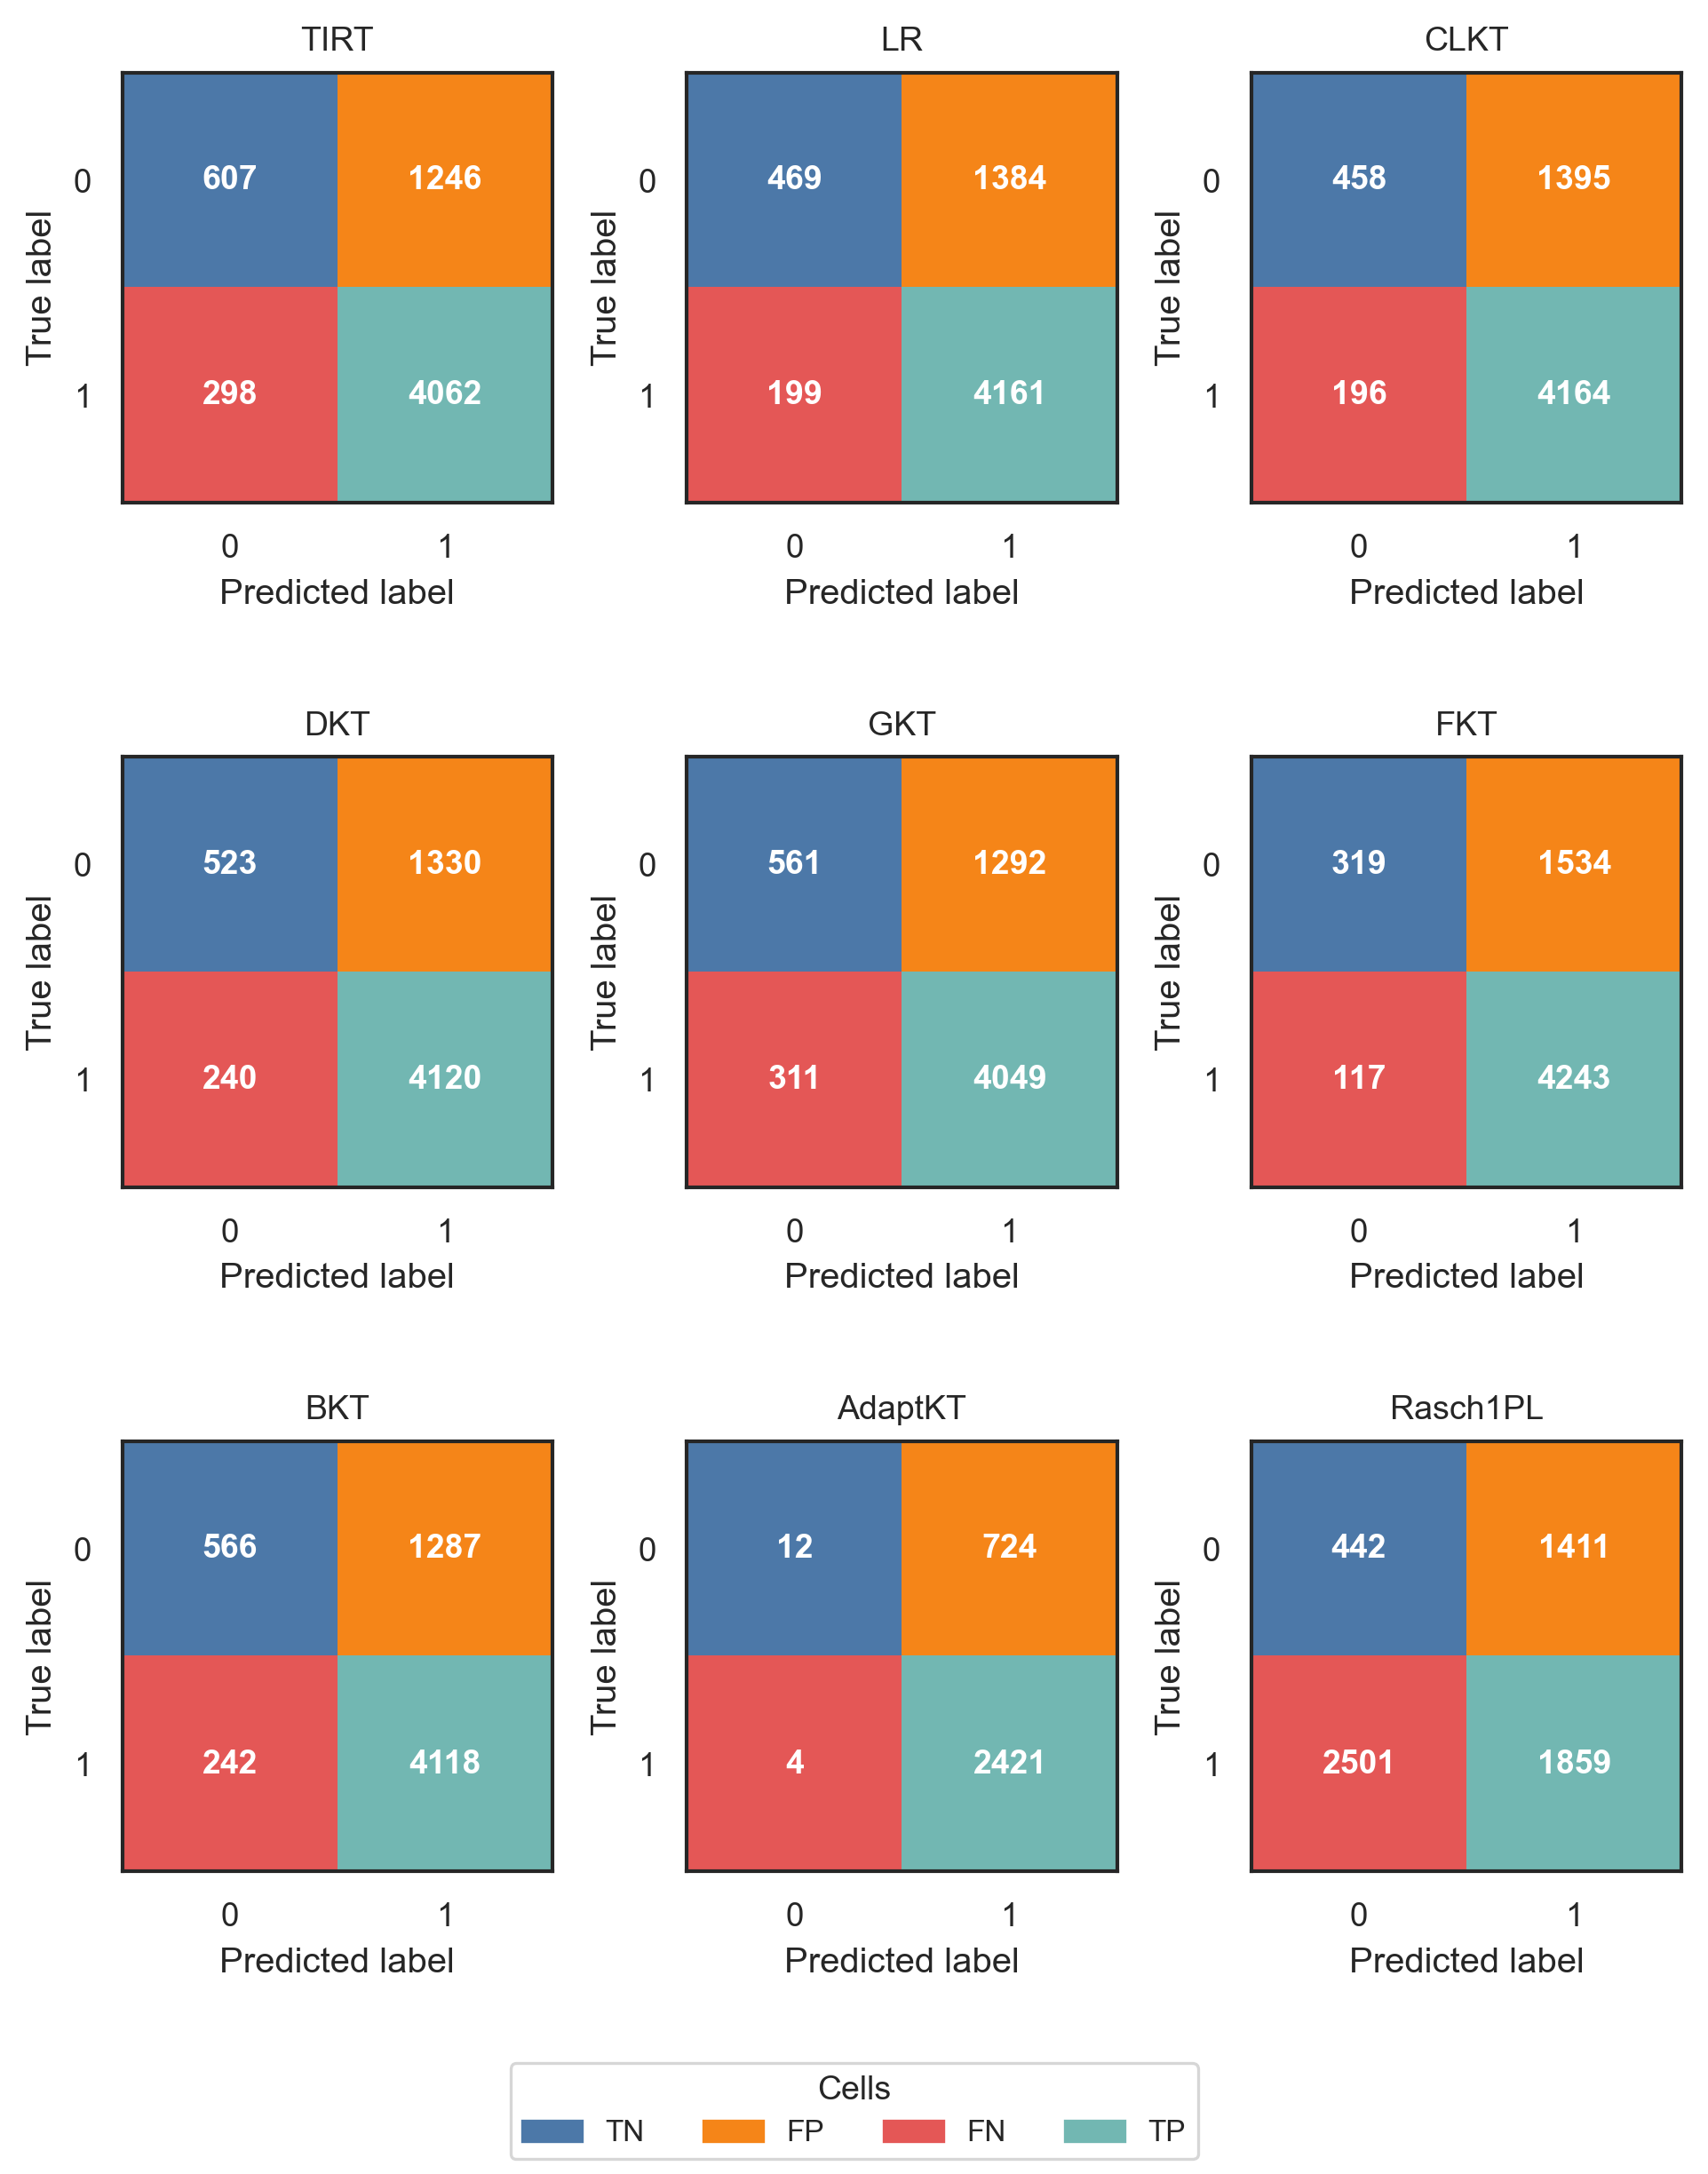 TIRT
LR
CLKT
True label
0
607
1246
True label
0
469
1384
True label
0
458
1395
1
298
4062
1
199
4161
1
196
4164
0
1
0
1
0
1
Predicted label
Predicted label
Predicted label
DKT
GKT
FKT
True label
0
523
1330
True label
0
561
1292
True label
0
319
1534
1
240
4120
1
311
4049
1
117
4243
0
1
0
1
0
1
Predicted label
Predicted label
Predicted label
BKT
AdaptKT
Rasch1PL
True label
0
566
1287
True label
0
12
724
True label
0
442
1411
1
242
4118
1
4
2421
1
2501
1859
0
1
0
1
0
1
Predicted label
Predicted label
Predicted label
Cells
TN
FP
FN
TP